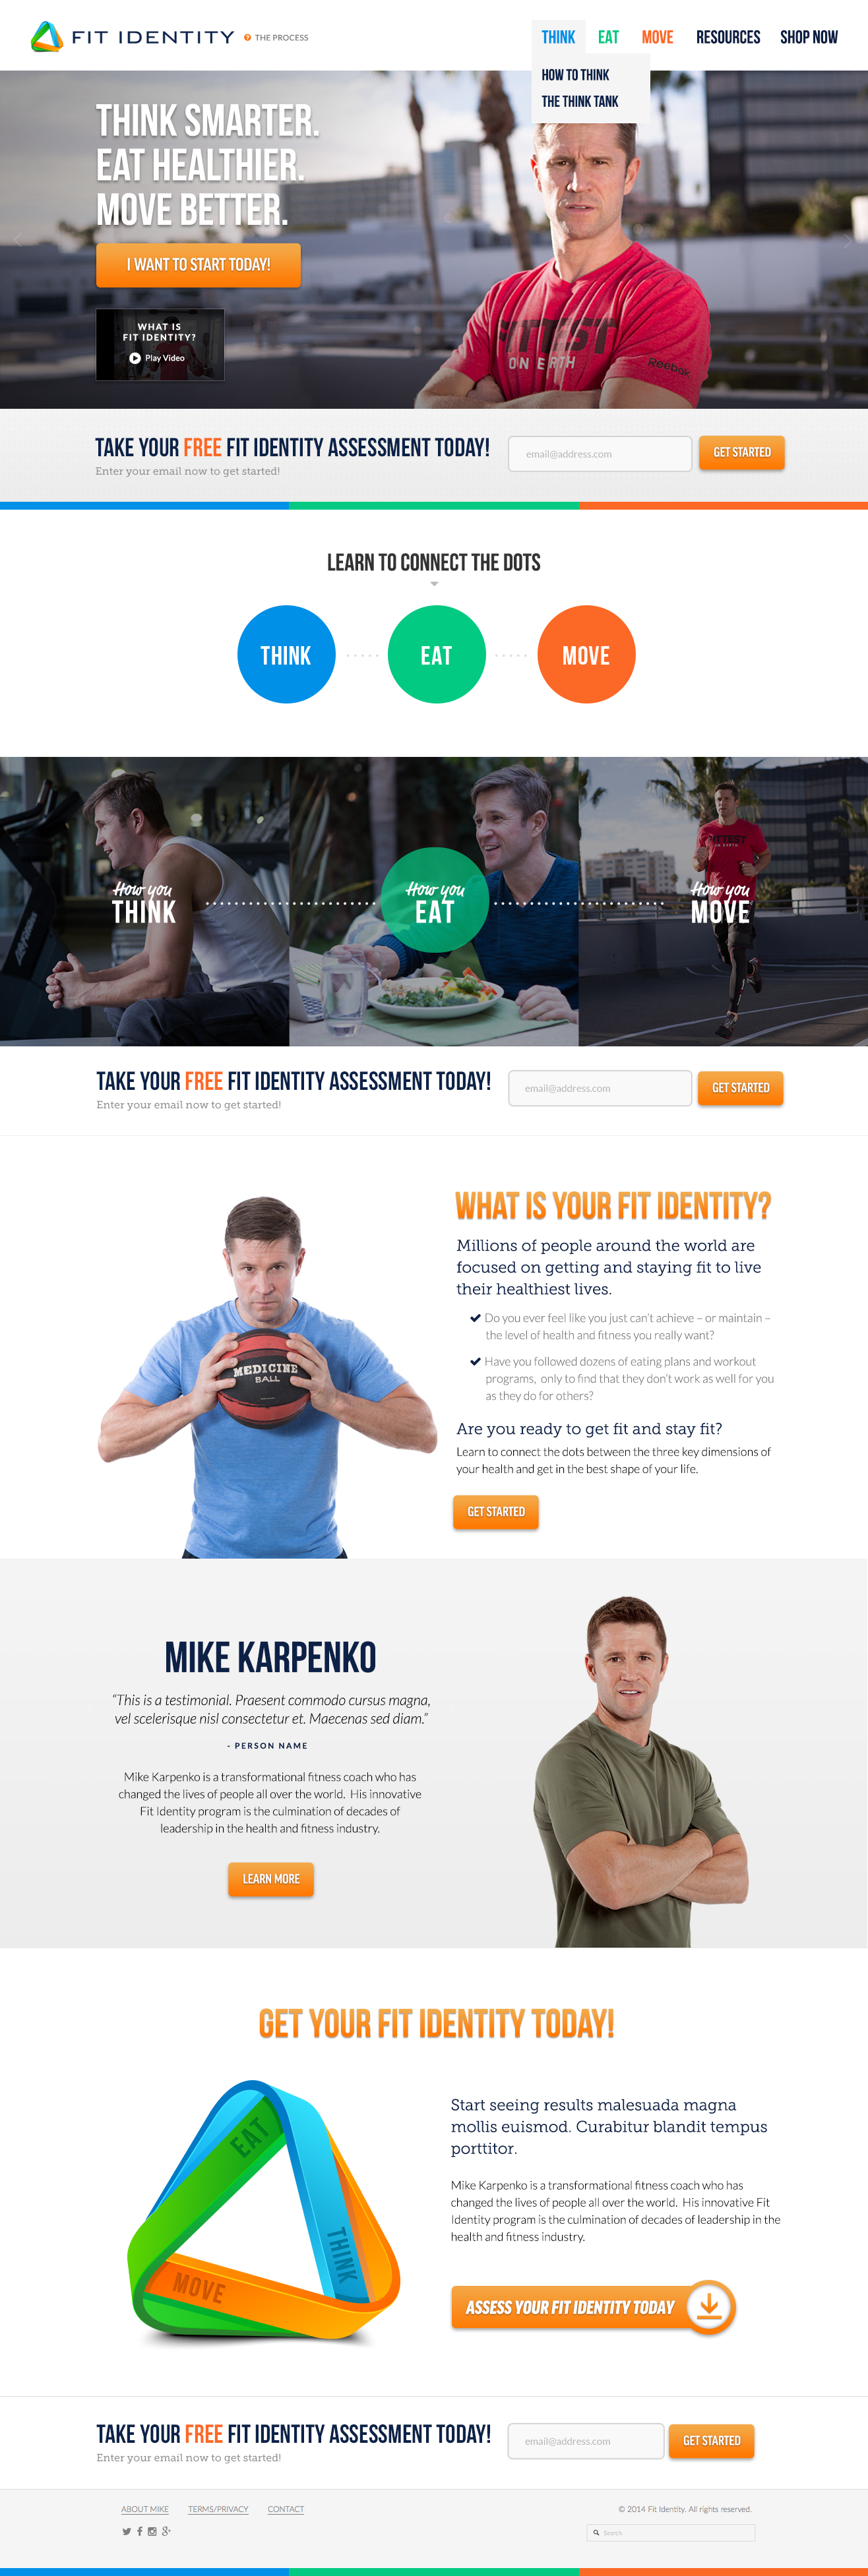 FIT IDENTITY
THE PROCESS
THINK EAT MOVE RESOURCES SHOP NOW
HOW TO THINK
THE THINK TANK
THINK SMARTER.
EAT HEALTHIER.
MOVE BETTER.
I WANT TO START TODAY!
WHAT IS
FIT IDENTITY?
Play Video
ON E RTH
Reebok
TAKE YOUR FREE FIT IDENTITY ASSESSMENT TODAY!
Enter your email now to get started!
email@address.com
GET STARTED
LEARN TO CONNECT THE DOTS
THINK EAT MOVE
How you
THINK
How you
EAT
How you
MOVE
TAKE YOUR FREE FIT IDENTITY ASSESSMENT TODAY!
Enter your email now to get started!
email@address.com
GET STARTED
MEDICINE
BALL
WHAT IS YOUR FIT IDENTITY?
Millions of people around the world are
focused on getting and staying fit to live
their healthiest lives.
Do you ever feel like you just can't achieve – or maintain –
the level of health and fitness you really want?
Have you followed dozens of eating plans and workout
programs, only to find that they don't work as well for you
as they do for others?
Are you ready to get fit and stay fit?
Learn to connect the dots between the three key dimensions of
your health and get in the best shape of your life.
GET STARTED
MIKE KARPENKO
“This is a testimonial. Praesent commodo cursus magna,
vel scelerisque nisl consectetur et. Maecenas sed diam.”
- PERSON NAME
Mike Karpenko is a transformational fitness coach who has
changed the lives of people all over the world. His innovative
Fit Identity program is the culmination of decades of
leadership in the health and fitness industry.
LEARN MORE
GET YOUR FIT IDENTITY TODAY!
EAT
THINK
MOVE
Start seeing results malesuada magna
mollis euismod. Curabitur blandit tempus
porttitor.
Mike Karpenko is a transformational fitness coach who has
changed the lives of people all over the world. His innovative Fit
Identity program is the culmination of decades of leadership in the
health and fitness industry.
ASSESS YOUR FIT IDENTITY TODAY
TAKE YOUR FREE FIT IDENTITY ASSESSMENT TODAY!
Enter your email now to get started!
email@address.com
GET STARTED
ABOUT MIKE TERMS/PRIVACY CONTACT
© 2014 Fit Identity. All rights reserved.
Search